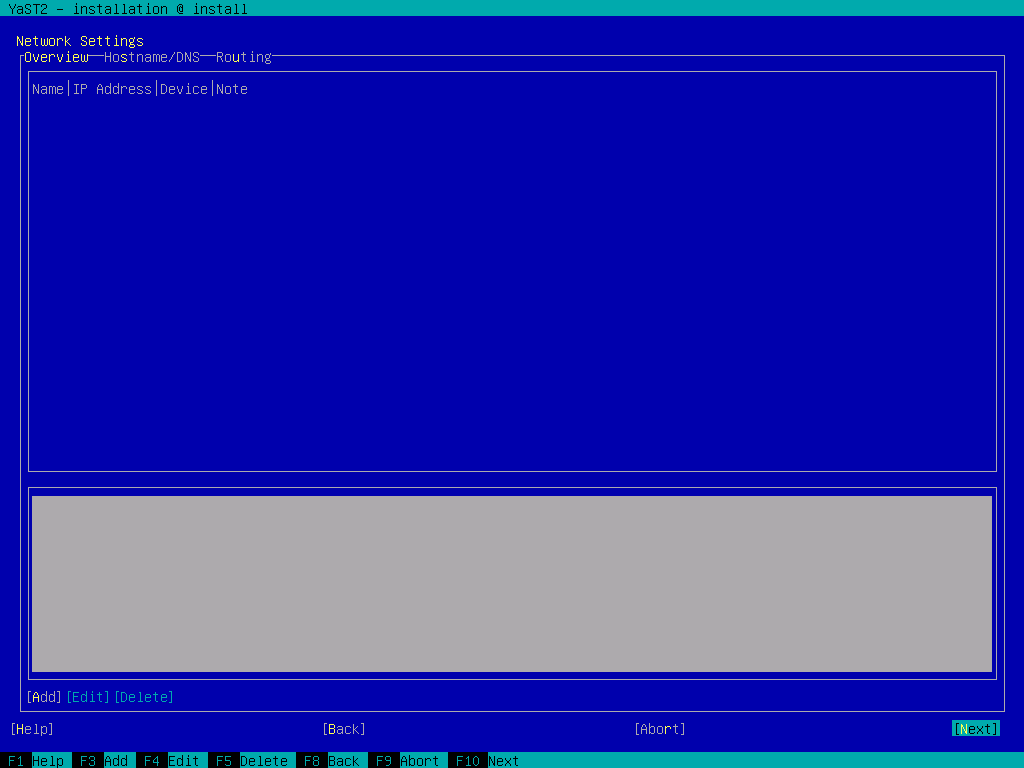 YaST2 - installation @ install
Network Settings
Overview Hostname/DNS Routing
Name|IP Address|Device|Note
[Add][Edit][Delete]
[Help] [Back] [Abort] [Next]
F1 Help F3 Add F4 Edit F5 Delete F8 Back F9 Abort F10 Next